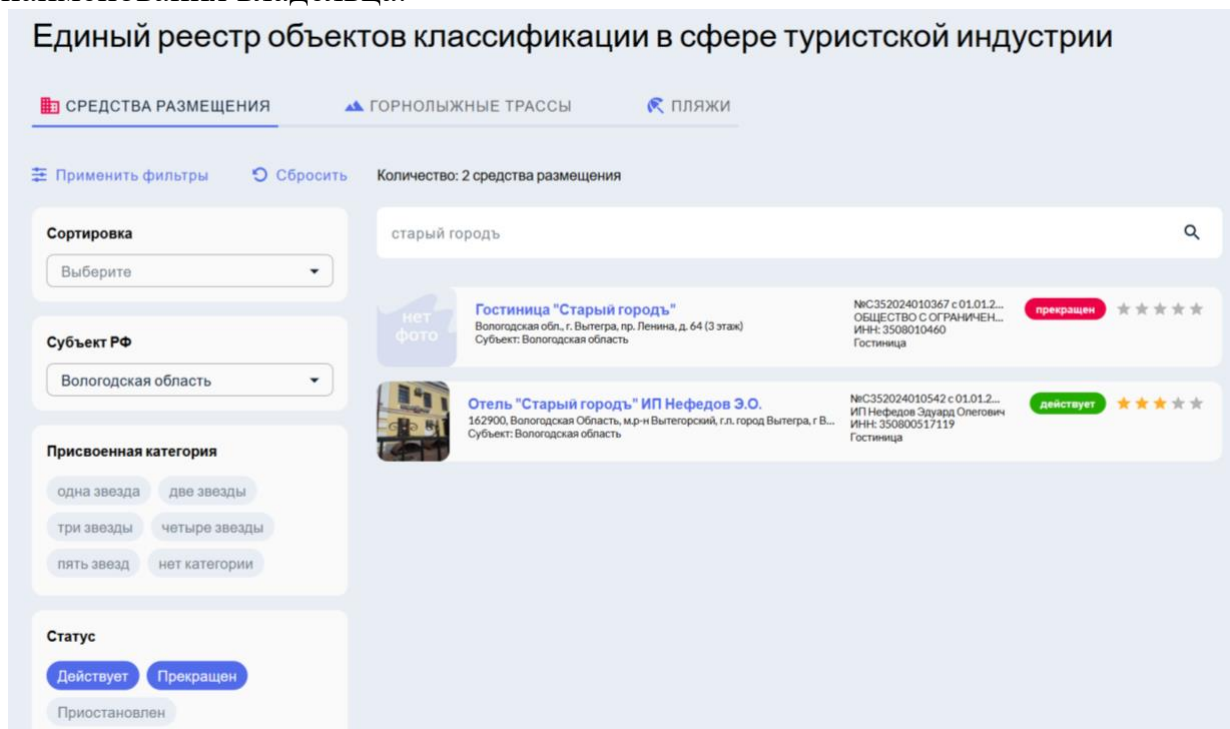 наименования владельца.
Единый реестр объектов классификации в сфере туристской индустрии
СРЕДСТВА РАЗМЕЩЕНИЯ
ГОРНОЛЫЖНЫЕ ТРАССЫ
ПЛЯЖИ
Применить фильтры
Сбросить
Количество: 2 средства размещения
Сортировка
Выберите
Субъект РФ
Вологодская область
Присвоенная категория
одна звезда
две звезды
три звезды
четыре звезды
пять звезд
нет категории
Статус
Действует
Прекращен
Приостановлен
старый городъ
нет
фото
Гостиница "Старый городъ"
Вологодская обл., г. Вытегра, пр. Ленина, д. 64 (3 этаж)
Субъект: Вологодская область
№С352024010367 с 01.01.2...
ОБЩЕСТВО С ОГРАНИЧЕН...
ИНН: 3508010460
Гостиница
прекращен
Отель "Старый городъ" ИП Нефедов Э.О.
162900, Вологодская Область, м.р-н Вытегорский, г.п. город Вытегра, г В...
Субъект: Вологодская область
№С352024010542 с 01.01.2...
ИП Нефедов Эдуард Олегович
ИНН: 350800517119
Гостиница
действует